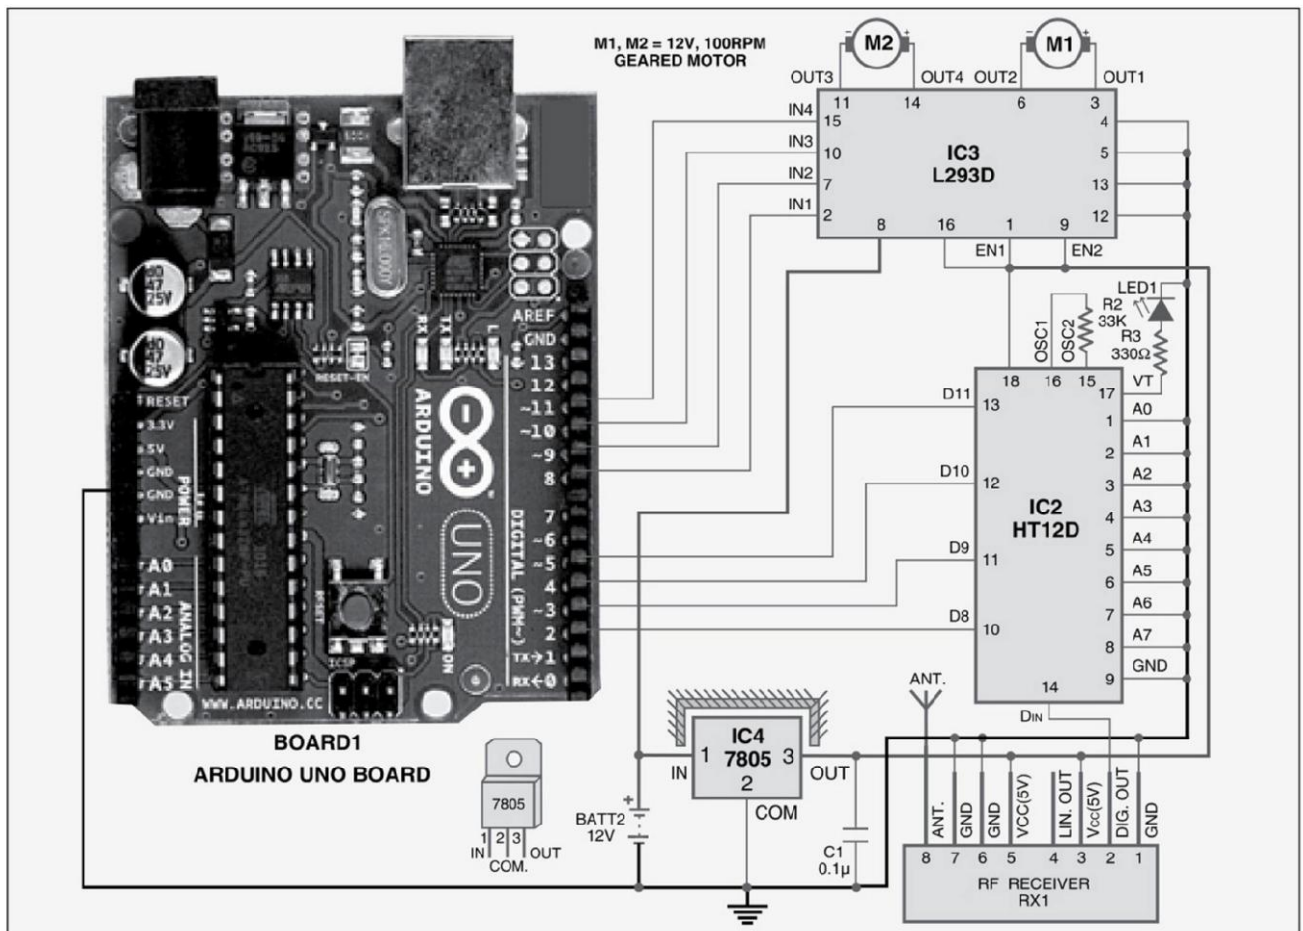 M1, M2 = 12V, 100RPM
GEARED MOTOR
M2
M1
-
+
-
+
OUT3
OUT4
OUT2
OUT1
11
14
6
3
IN4
15
4
IN3
10
5
IN2
7
13
IN1
2
12
IC3
L293D
8
16
1
9
EN1
EN2
LED1
R2
33K
R3
330Ω
OSC1
OSC2
VT
18
16
15
17
D11
13
D10
12
D9
11
D8
10
IC2
HT12D
A0
1
A1
2
A2
3
A3
4
A4
5
A5
6
A6
7
A7
8
GND
9
14
DIN
47
25V
47
25V
SPK16.000Y
RX
TX
L
RESET-EN
ARDUINO
UNO
AREF
GND
13
12
~11
~10
~9
8
7
~6
~5
4
~3
2
TX→1
RX←0
DIGITAL (PWM~)
RESET
3.3V
5V
GND
GND
Vin
POWER
A0
A1
A2
A3
A4
A5
ANALOG IN
RESET
ICSP
ON
WWW.ARDUINO.CC
BOARD1
ARDUINO UNO BOARD
7805
1 2 3
IN
OUT
COM.
IC4
7805
1
3
2
IN
OUT
COM
BATT2
12V
+
-
C1
0.1µ
ANT.
ANT.
GND
GND
VCC(5V)
LIN. OUT
Vcc(5V)
DIG. OUT
GND
8
7
6
5
4
3
2
1
RF RECEIVER
RX1